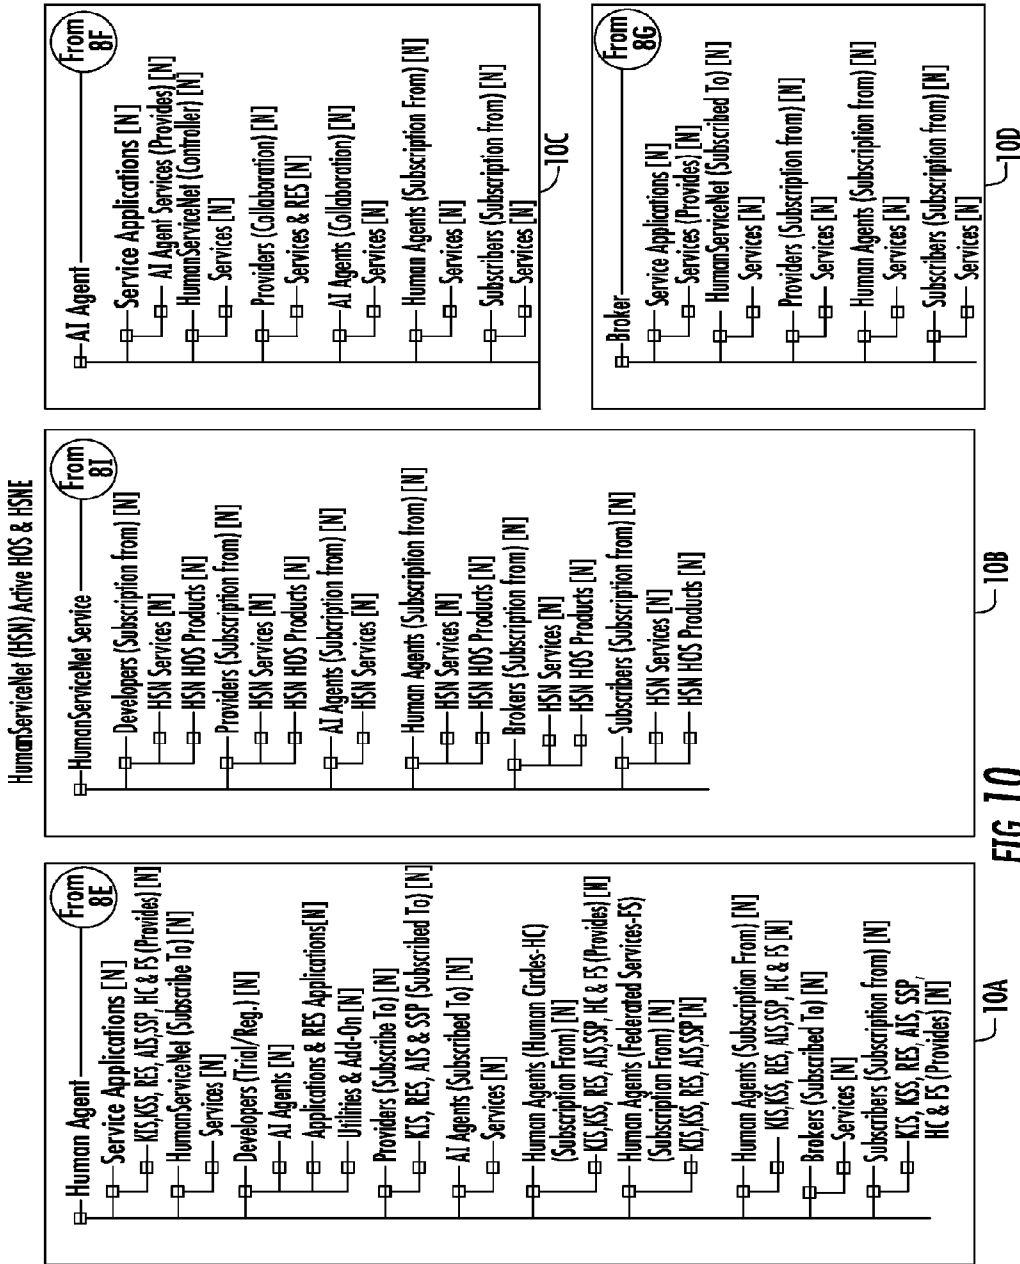 HumanServiceNet (HSN) Active HOS & HSNE
From
8E
Human Agent
Service Applications [N]
KIS,KSS, RES, AIS,SSP, HC & FS (Provides) [N]
HumanServiceNet (Subscribe To) [N]
Services [N]
Developers (Trial/Reg.) [N]
AI Agents [N]
Applications & RES Applications[N]
Utilities & Add-On [N]
Providers (Subscribe To) [N]
KIS, RES, AIS & SSP (Subscribed To) [N]
AI Agents (Subscribed To) [N]
Services [N]
Human Agents (Human Circles-HC)
(Subscription From) [N]
KIS,KSS, RES, AIS,SSP, HC & FS (Provides) [N]
Human Agents (Federated Services-FS)
(Subscription From) [N]
KIS,KSS, RES, AIS,SSP [N]
Human Agents (Subscription From) [N]
KIS,KSS, RES, AIS,SSP, HC & FS [N]
Brokers (Subscribed To) [N]
Services [N]
Subscribers (Subscription from) [N]
KIS, KSS, RES, AIS, SSP,
HC & FS (Provides) [N]
10A
From
8I
HumanServiceNet Service
Developers (Subscription from) [N]
HSN Services [N]
HSN HOS Products [N]
Providers (Subscription from) [N]
HSN Services [N]
HSN HOS Products [N]
AI Agents (Subcription from) [N]
HSN Services [N]
Human Agents (Subscription from) [N]
HSN Services [N]
HSN HOS Products [N]
Brokers (Subscription from) [N]
HSN Services [N]
HSN HOS Products [N]
Subscribers (Subscription from) [N]
HSN Services [N]
HSN HOS Products [N]
10B
From
8F
AI Agent
Service Applications [N]
AI Agent Services (Provides) [N]
HumanServiceNet (Controller) [N]
Services [N]
Providers (Collaboration) [N]
Services & RES [N]
AI Agents (Collaboration) [N]
Services [N]
Human Agents (Subscription From) [N]
Services [N]
Subscribers (Subscription from) [N]
Services [N]
10C
From
8G
Broker
Service Applications [N]
Services (Provides) [N]
HumanServiceNet (Subscribed To) [N]
Services [N]
Providers (Subscription from) [N]
Services [N]
Human Agents (Subscription from) [N]
Services [N]
Subscribers (Subscription from) [N]
Services [N]
10D
FIG 10